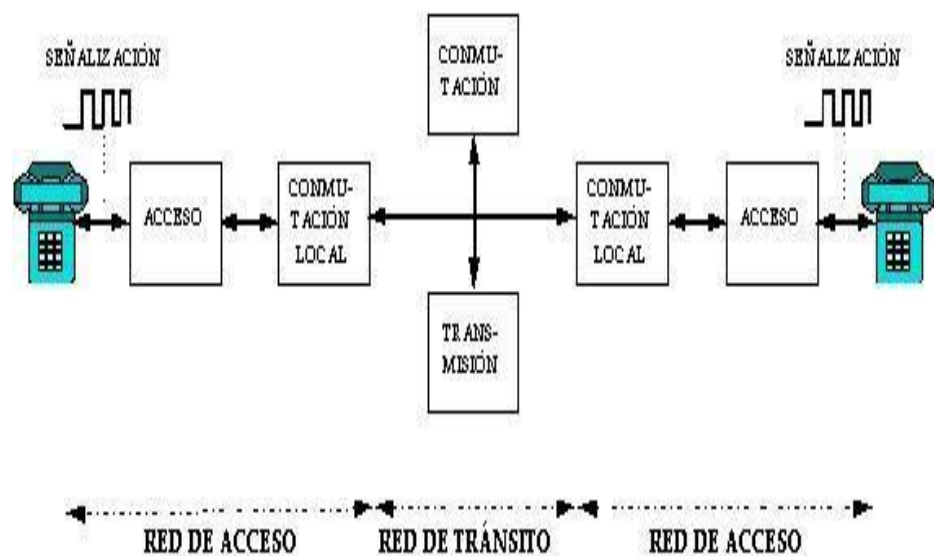 SEÑALIZACIÓN
CONMU-
TACIÓN
SEÑALIZACIÓN
ACCESO
CONMU-
TACIÓN
LOCAL
CONMU-
TACIÓN
LOCAL
ACCESO
TRANS-
MISIÓN
RED DE ACCESO
RED DE TRÁNSITO
RED DE ACCESO